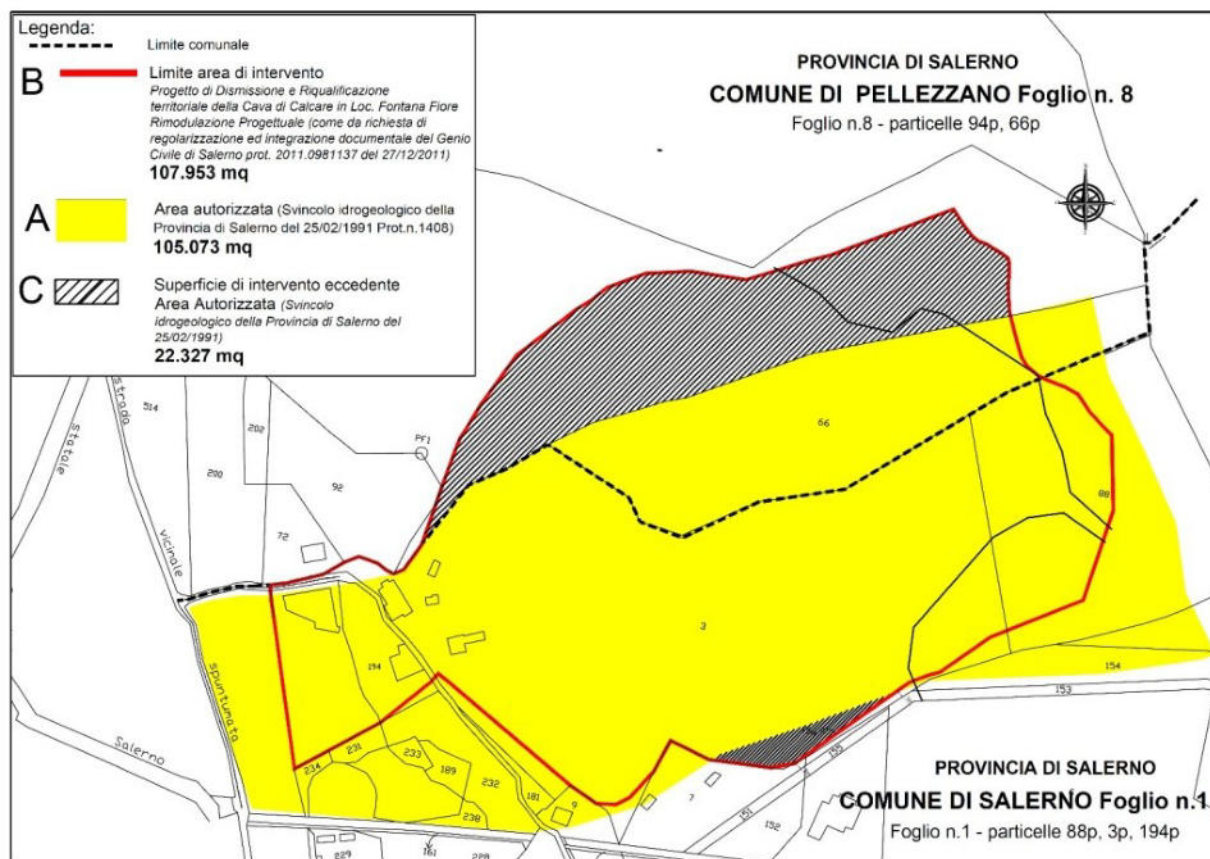 Legenda:
Limite comunale
B
Limite area di intervento
Progetto di Dismissione e Riqualificazione
territoriale della Cava di Calcare in Loc. Fontana Fiore
Rimodulazione Progettuale (come da richiesta di
regolarizzazione ed integrazione documentale del Genio
Civile di Salerno prot. 2011.0981137 del 27/12/2011)
107.953 mq
A
Area autorizzata (Svincolo idrogeologico della
Provincia di Salerno del 25/02/1991 Prot.n.1408)
105.073 mq
C
Superficie di intervento eccedente
Area Autorizzata (Svincolo
idrogeologico della Provincia di Salerno del
25/02/1991)
22.327 mq
PROVINCIA DI SALERNO
COMUNE DI PELLEZZANO Foglio n. 8
Foglio n.8 - particelle 94p, 66p
strada
514
statale
202
200
92
PF1
66
88
vicinale
72
3
194
spuntumata
154
153
Salerno
234
231
233
189
232
181
9
238
7
155
151
152
229
161
228
PROVINCIA DI SALERNO
COMUNE DI SALERNO Foglio n.1
Foglio n.1 - particelle 88p, 3p, 194p